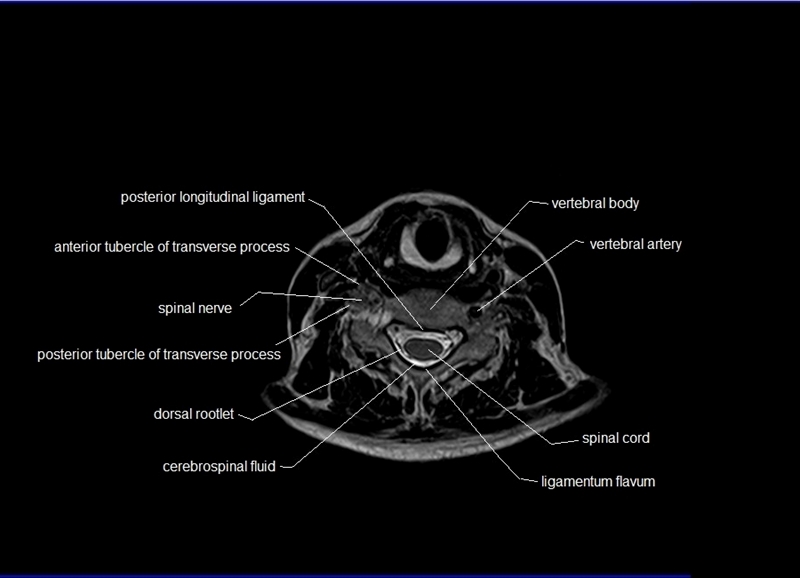 posterior longitudinal ligament
vertebral body
anterior tubercle of transverse process
vertebral artery
spinal nerve
posterior tubercle of transverse process
dorsal rootlet
spinal cord
cerebrospinal fluid
ligamentum flavum